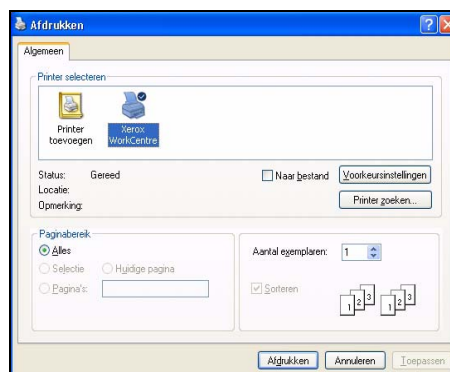 Afdrukken
Algemeen
Printer selecteren
Printer toevoegen
Xerox WorkCentre
Status: Gereed
Locatie:
Opmerking:
Naar bestand
Voorkeursinstellingen
Printer zoeken...
Paginabereik
Alles
Selectie
Huidige pagina
Pagina's:
Aantal exemplaren: 1
Sorteren
1 2 3 1 2 3
Afdrukken
Annuleren
Toepassen